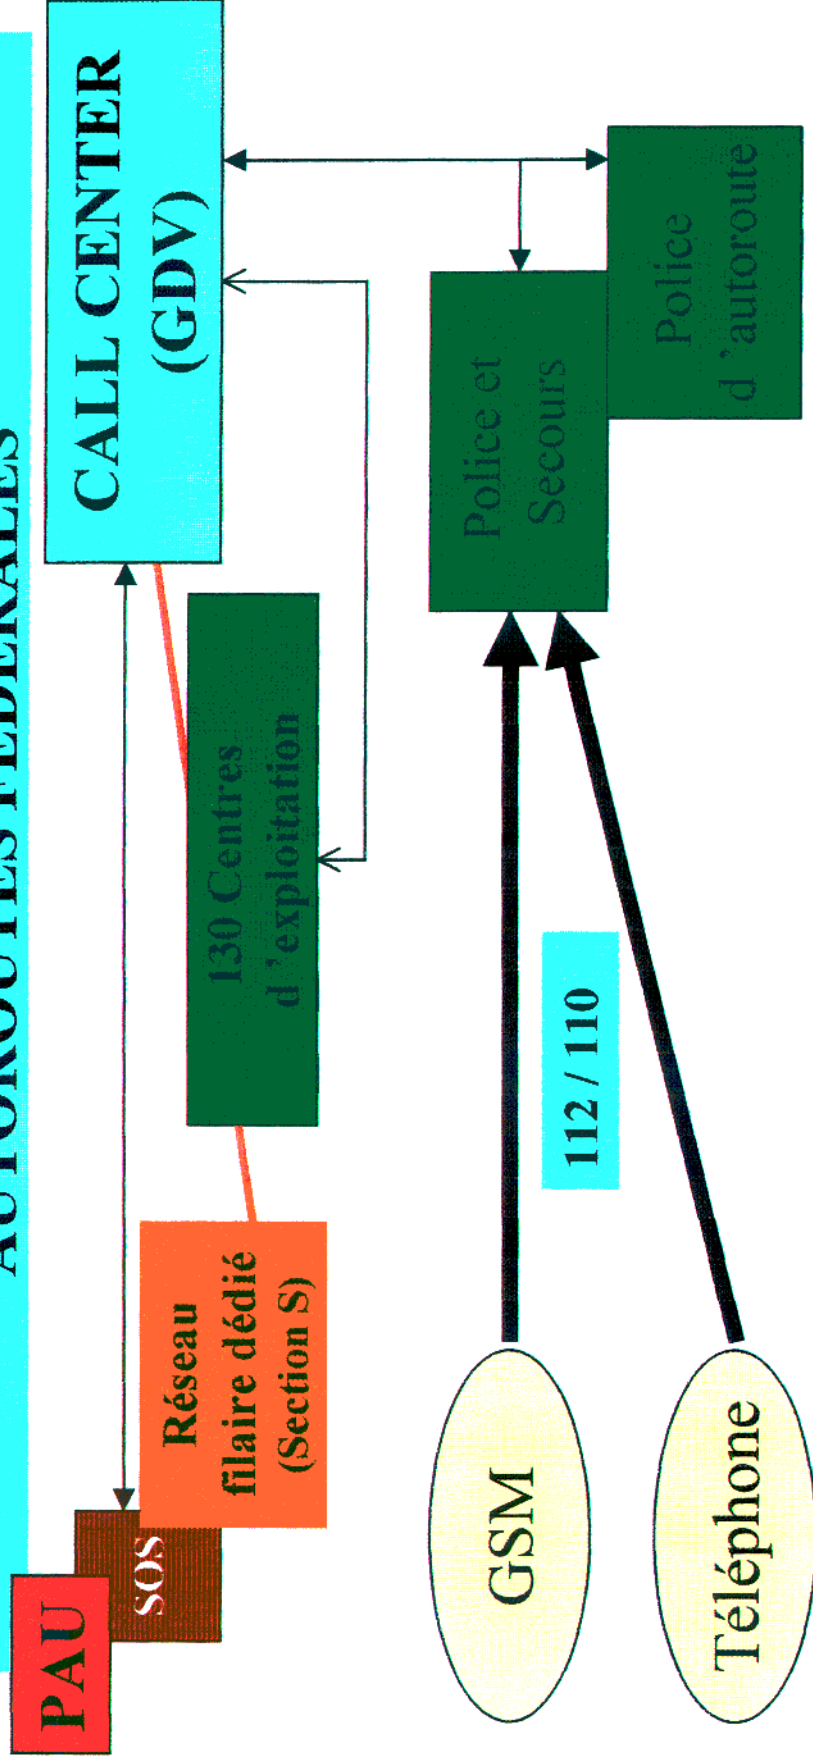 AUTOROUTES FEDERALES
PAU
SOS
Réseau
filaire dédié
(Section S)
130 Centres
d ’exploitation
CALL CENTER
(GDV)
GSM
Téléphone
112 / 110
Police et
Secours
Police
d ’autoroute